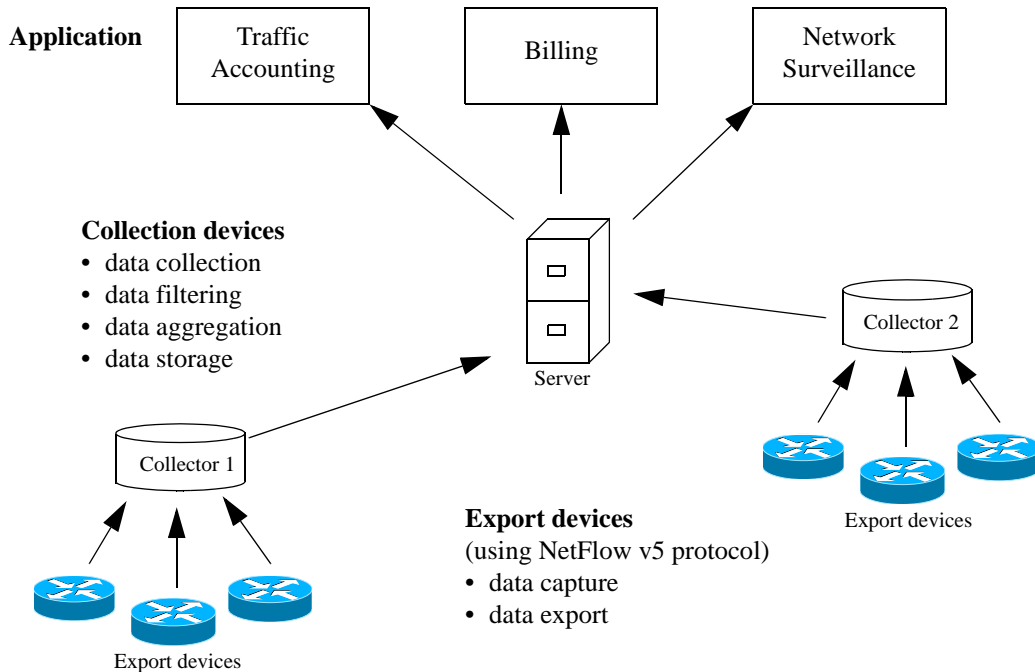 Application
Traffic
Accounting
Billing
Network
Surveillance
Collection devices
• data collection
• data filtering
• data aggregation
• data storage
Server
Collector 2
Export devices
Collector 1
Export devices
Export devices
(using NetFlow v5 protocol)
• data capture
• data export